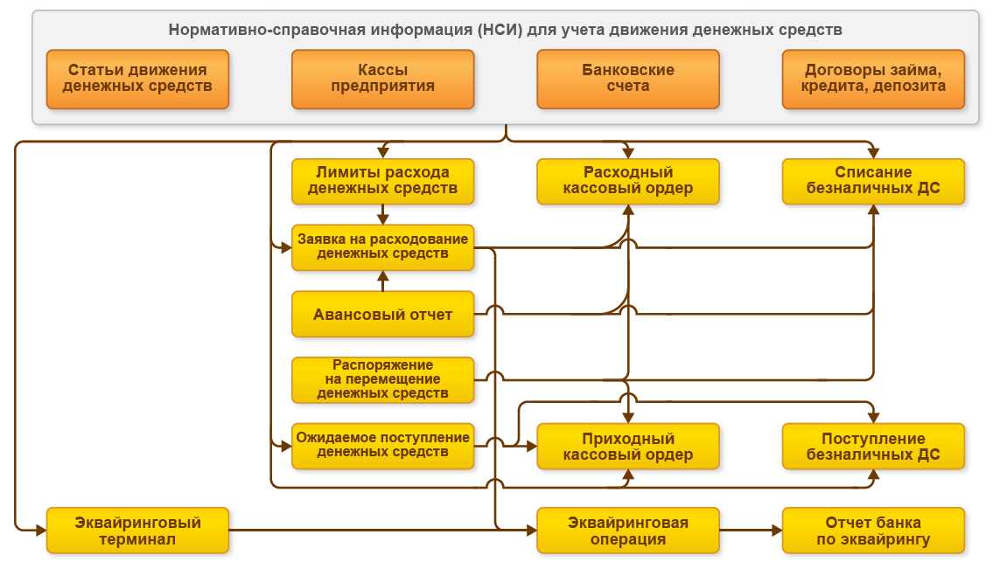 Нормативно-справочная информация (НСИ) для учета движения денежных средств
Статьи движения
денежных средств
Кассы
предприятия
Банковские
счета
Договоры займа,
кредита, депозита
Лимиты расхода
денежных средств
Расходный
кассовый ордер
Списание
безналичных ДС
Заявка на расходование
денежных средств
Авансовый отчет
Распоряжение
на перемещение
денежных средств
Ожидаемое поступление
денежных средств
Приходный
кассовый ордер
Поступление
безналичных ДС
Эквайринговый
терминал
Эквайринговая
операция
Отчет банка
по эквайрингу